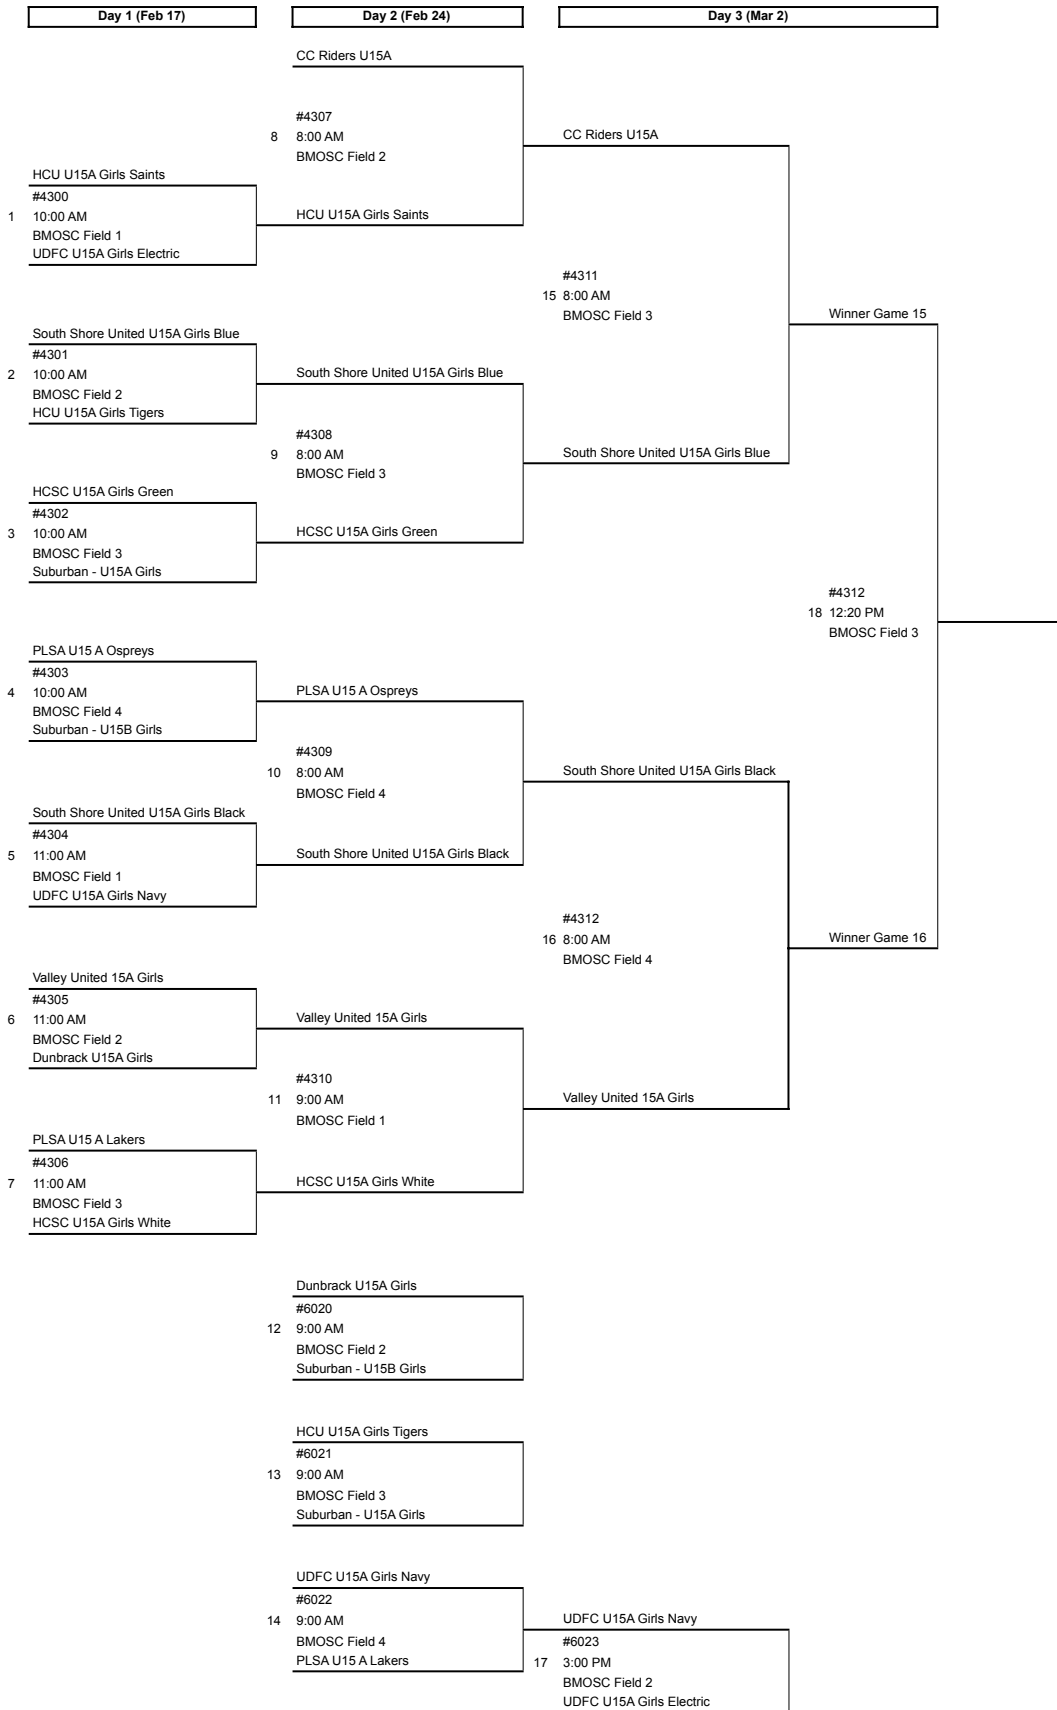 Day 1 (Feb 17)
Day 2 (Feb 24)
Day 3 (Mar 2)
CC Riders U15A
#4307
8 8:00 AM
BMOSC Field 2
CC Riders U15A
HCU U15A Girls Saints
#4300
1 10:00 AM
BMOSC Field 1
UDFC U15A Girls Electric
HCU U15A Girls Saints
#4311
15 8:00 AM
BMOSC Field 3
Winner Game 15
South Shore United U15A Girls Blue
#4301
2 10:00 AM
BMOSC Field 2
HCU U15A Girls Tigers
South Shore United U15A Girls Blue
#4308
9 8:00 AM
BMOSC Field 3
South Shore United U15A Girls Blue
HCSC U15A Girls Green
#4302
3 10:00 AM
BMOSC Field 3
Suburban - U15A Girls
HCSC U15A Girls Green
#4312
18 12:20 PM
BMOSC Field 3
PLSA U15 A Ospreys
#4303
4 10:00 AM
BMOSC Field 4
Suburban - U15B Girls
PLSA U15 A Ospreys
#4309
10 8:00 AM
BMOSC Field 4
South Shore United U15A Girls Black
South Shore United U15A Girls Black
#4304
5 11:00 AM
BMOSC Field 1
UDFC U15A Girls Navy
South Shore United U15A Girls Black
#4312
16 8:00 AM
BMOSC Field 4
Winner Game 16
Valley United 15A Girls
#4305
6 11:00 AM
BMOSC Field 2
Dunbrack U15A Girls
Valley United 15A Girls
#4310
11 9:00 AM
BMOSC Field 1
Valley United 15A Girls
PLSA U15 A Lakers
#4306
7 11:00 AM
BMOSC Field 3
HCSC U15A Girls White
HCSC U15A Girls White
Dunbrack U15A Girls
#6020
12 9:00 AM
BMOSC Field 2
Suburban - U15B Girls
HCU U15A Girls Tigers
#6021
13 9:00 AM
BMOSC Field 3
Suburban - U15A Girls
UDFC U15A Girls Navy
#6022
14 9:00 AM
BMOSC Field 4
PLSA U15 A Lakers
UDFC U15A Girls Navy
#6023
17 3:00 PM
BMOSC Field 2
UDFC U15A Girls Electric